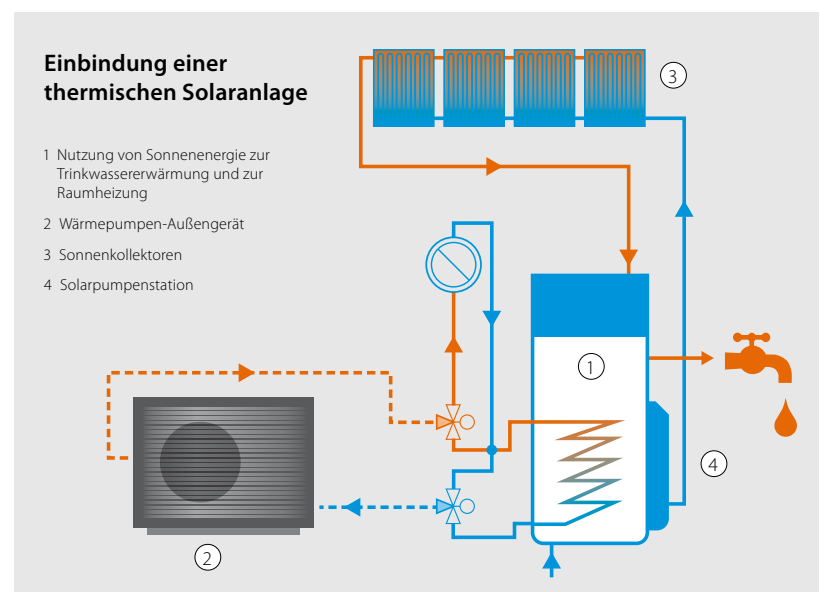 Einbindung einer
thermischen Solaranlage
1 Nutzung von Sonnenenergie zur
Trinkwassererwärmung und zur
Raumheizung
2 Wärmepumpen-Außengerät
3 Sonnenkollektoren
4 Solarpumpenstation
3
1
4
2